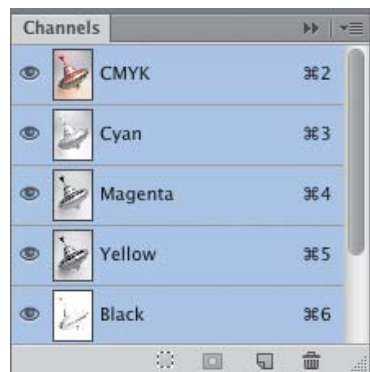 Channels
CMYK ⌘2
Cyan ⌘3
Magenta ⌘4
Yellow ⌘5
Black ⌘6